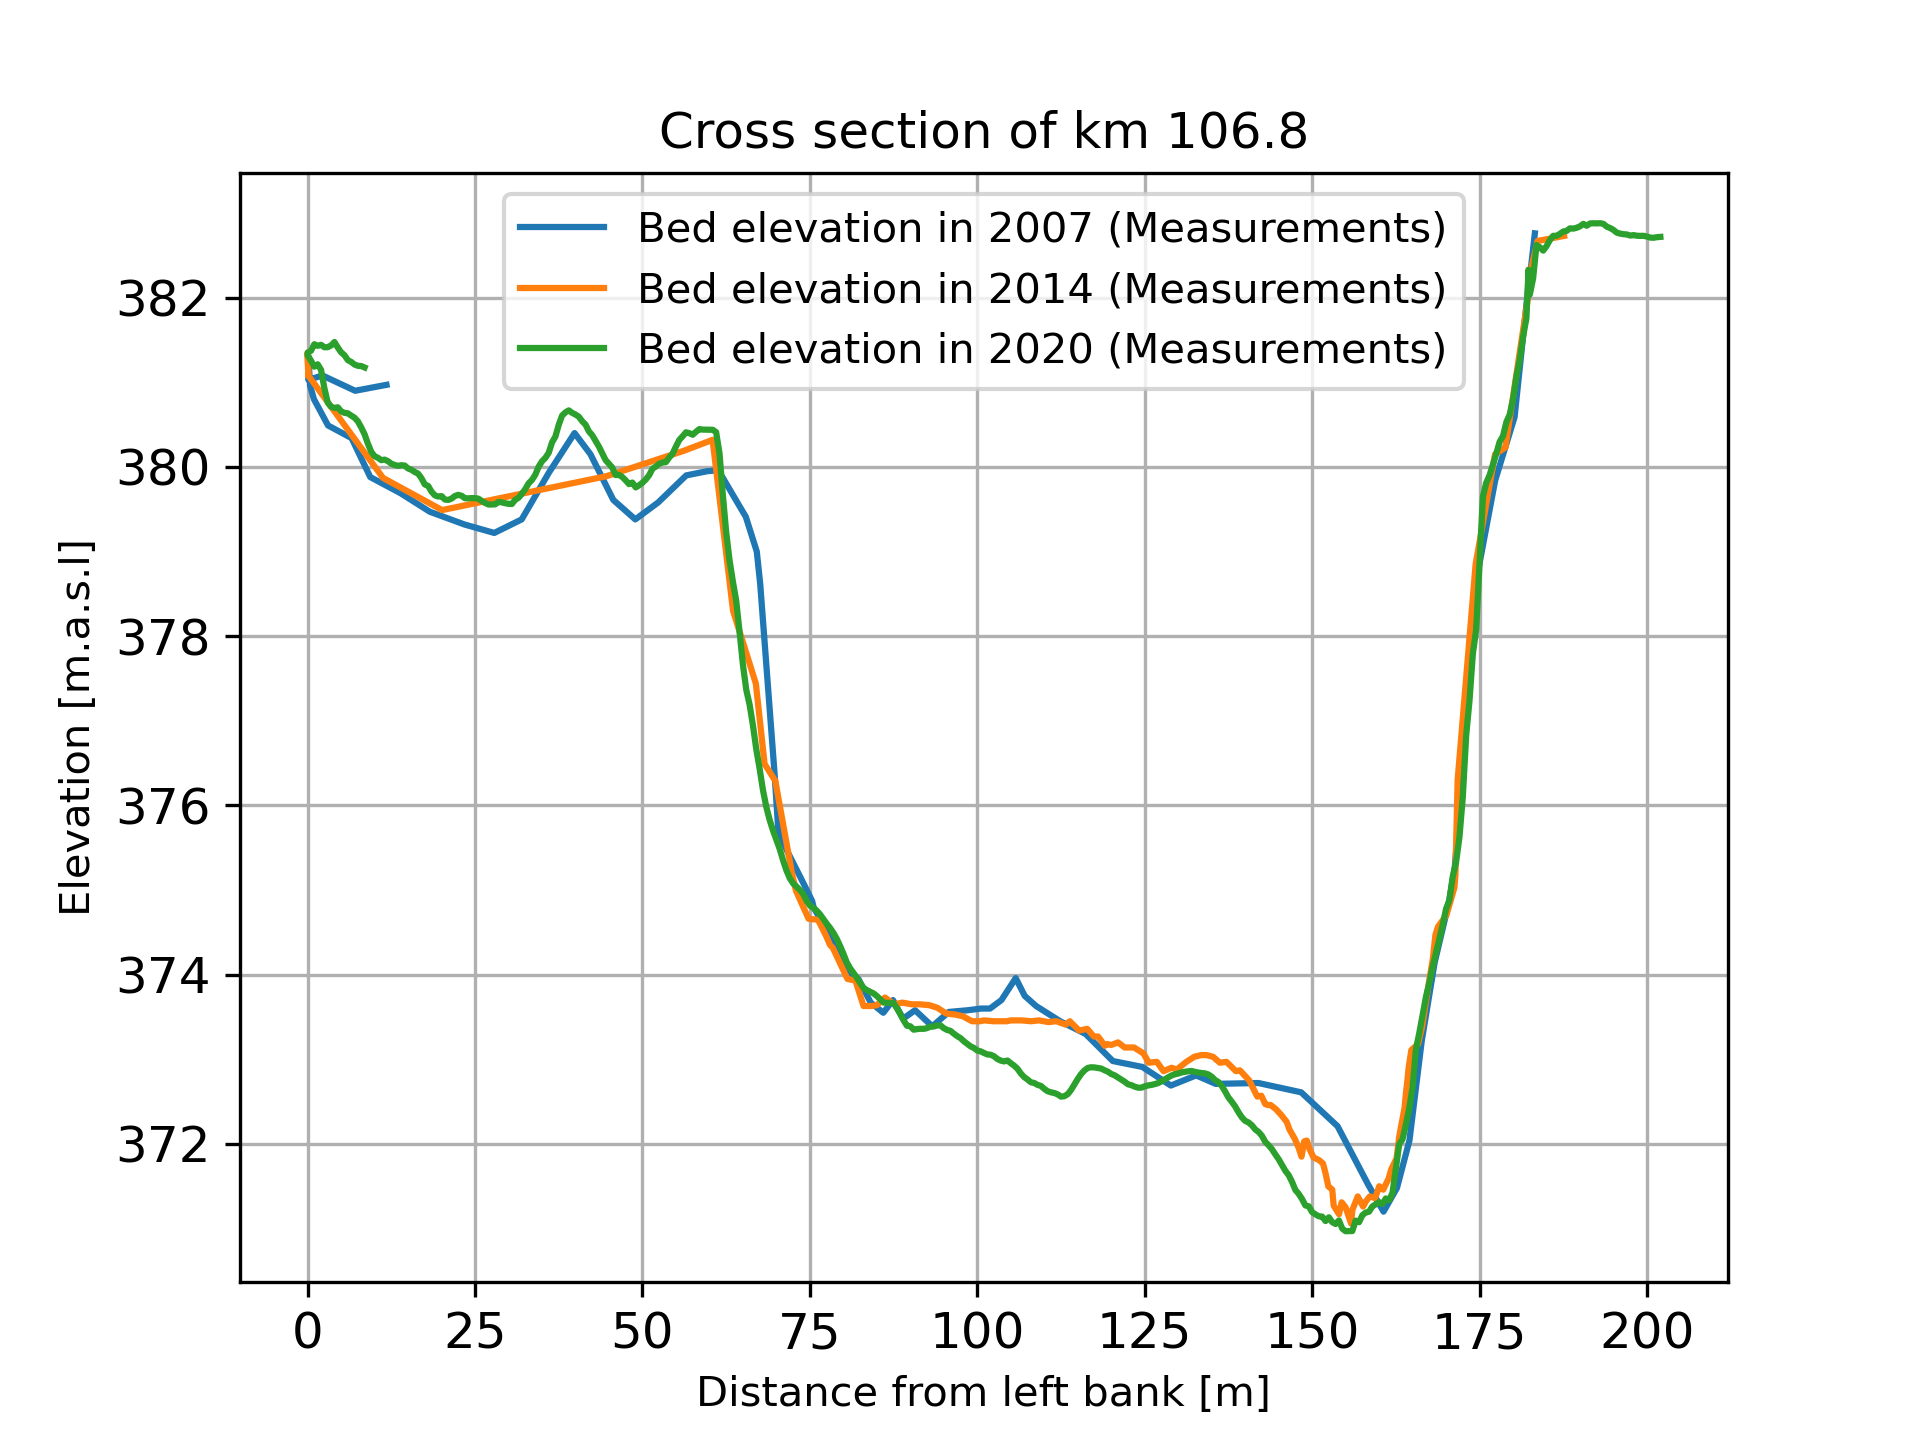 Cross section of km 106.8
Bed elevation in 2007 (Measurements)
Bed elevation in 2014 (Measurements)
Bed elevation in 2020 (Measurements)
Elevation [m.a.s.l]
382
380
378
376
374
372
0 25 50 75 100 125 150 175 200
Distance from left bank [m]